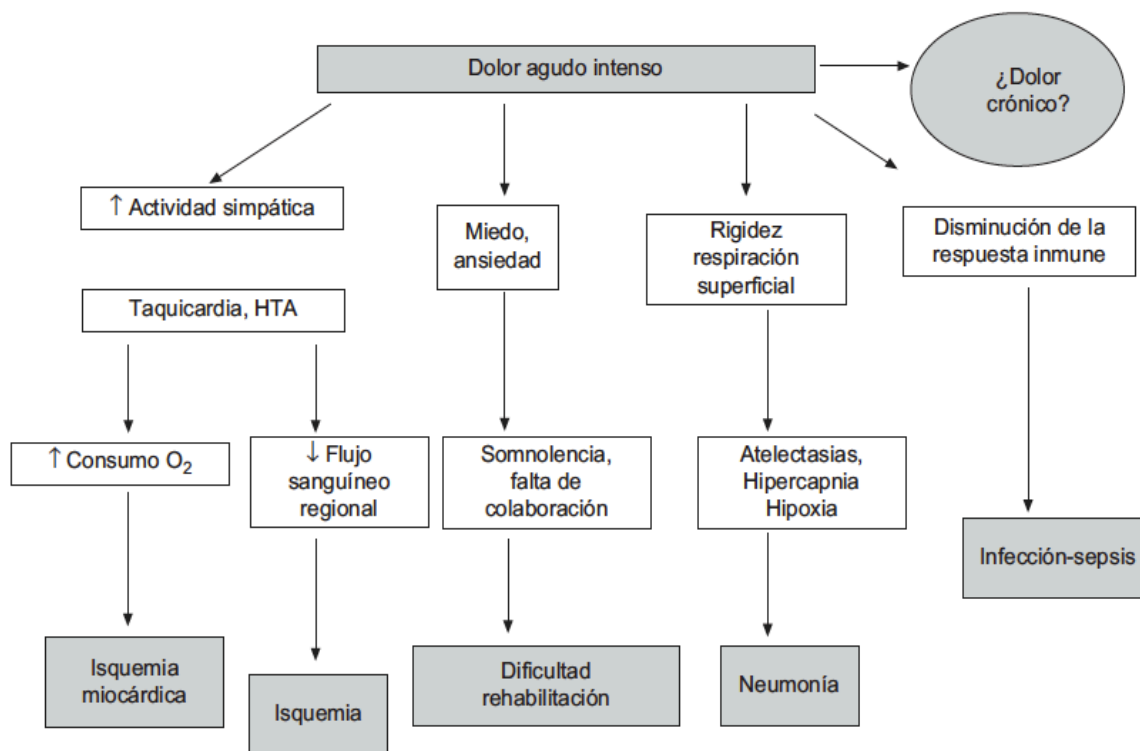 Dolor agudo intenso
¿Dolor
crónico?
↑ Actividad simpática
Miedo,
ansiedad
Rigidez
respiración
superficial
Disminución de la
respuesta inmune
Taquicardia, HTA
↑ Consumo O₂
↓ Flujo
sanguíneo
regional
Somnolencia,
falta de
colaboración
Atelectasias,
Hipercapnia
Hipoxia
Infección-sepsis
Isquemia
miocárdica
Isquemia
Dificultad
rehabilitación
Neumonía